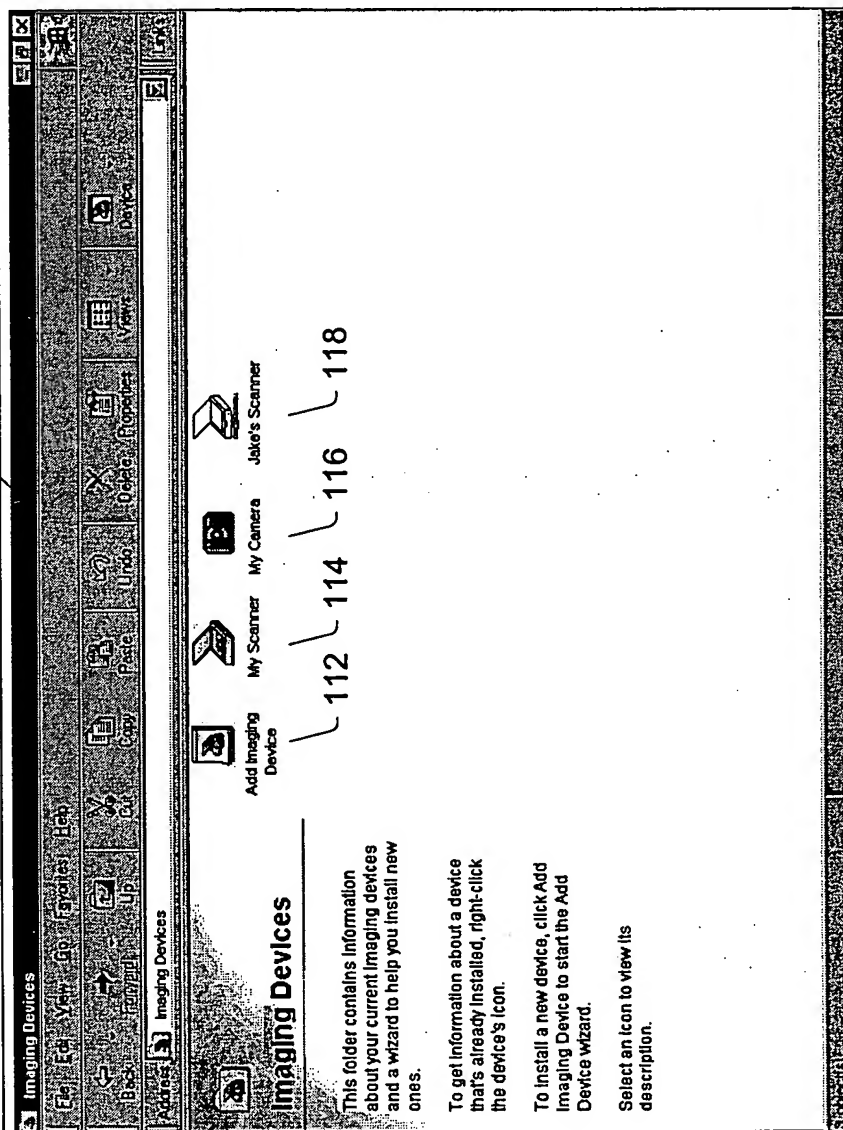 Imaging Devices
File Edit View Go Favorites Help
Back Forward Up Cut Copy Paste Undo Delete Properties Views Device
Address Imaging Devices Links
Imaging Devices
This folder contains information
about your current imaging devices
and a wizard to help you install new
ones.
To get information about a device
that's already installed, right-click
the device's icon.
To install a new device, click Add
Imaging Device to start the Add
Device wizard.
Select an icon to view its
description.
Add Imaging
Device
My Scanner
My Camera
Jake's Scanner
112
114
116
118